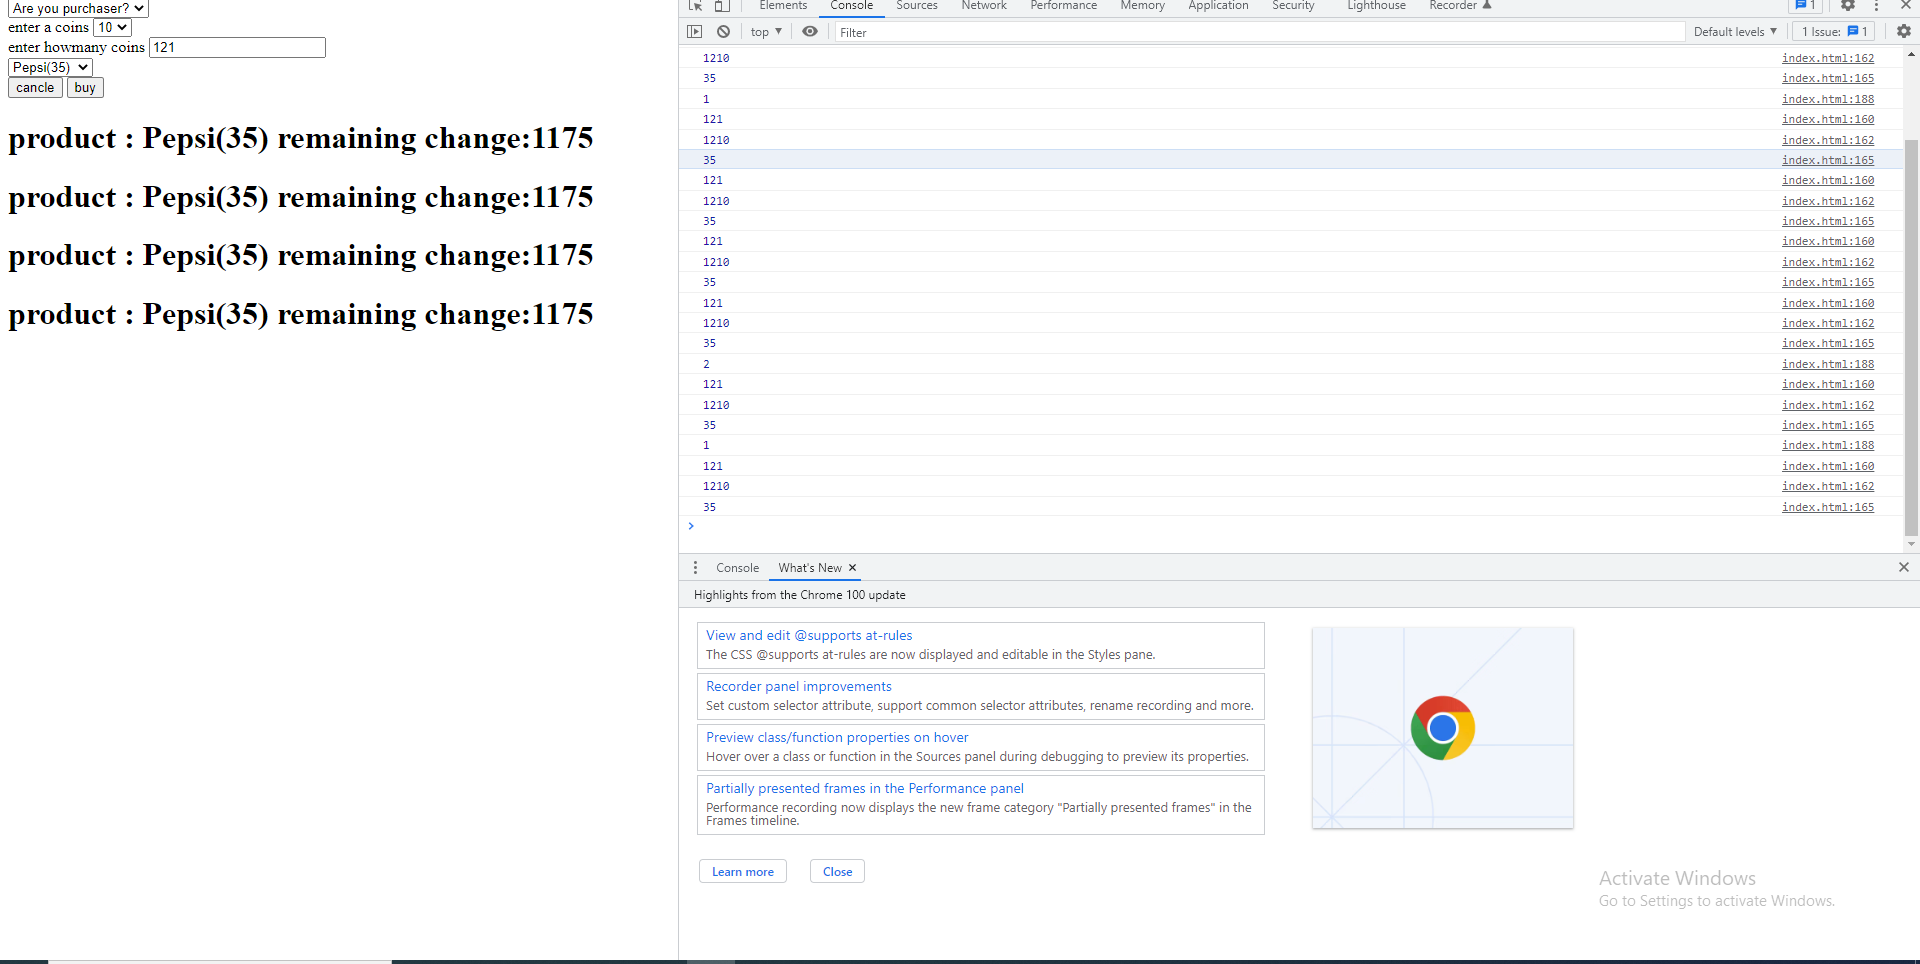 Are you purchaser?
enter a coins 10
enter howmany coins 121
Pepsi(35)
cancle buy
product : Pepsi(35) remaining change:1175
product : Pepsi(35) remaining change:1175
product : Pepsi(35) remaining change:1175
product : Pepsi(35) remaining change:1175
Elements Console Sources Network Performance Memory Application Security Lighthouse Recorder 1
top Filter Default levels 1 Issue: 1
1210 index.html:162
35 index.html:165
1 index.html:188
121 index.html:160
1210 index.html:162
35 index.html:165
121 index.html:160
1210 index.html:162
35 index.html:165
121 index.html:160
1210 index.html:162
35 index.html:165
121 index.html:160
1210 index.html:162
35 index.html:165
2 index.html:188
121 index.html:160
1210 index.html:162
35 index.html:165
1 index.html:188
121 index.html:160
1210 index.html:162
35 index.html:165
Console What's New
Highlights from the Chrome 100 update
View and edit @supports at-rules
The CSS @supports at-rules are now displayed and editable in the Styles pane.
Recorder panel improvements
Set custom selector attribute, support common selector attributes, rename recording and more.
Preview class/function properties on hover
Hover over a class or function in the Sources panel during debugging to preview its properties.
Partially presented frames in the Performance panel
Performance recording now displays the new frame category "Partially presented frames" in the
Frames timeline.
Learn more Close
Activate Windows
Go to Settings to activate Windows.